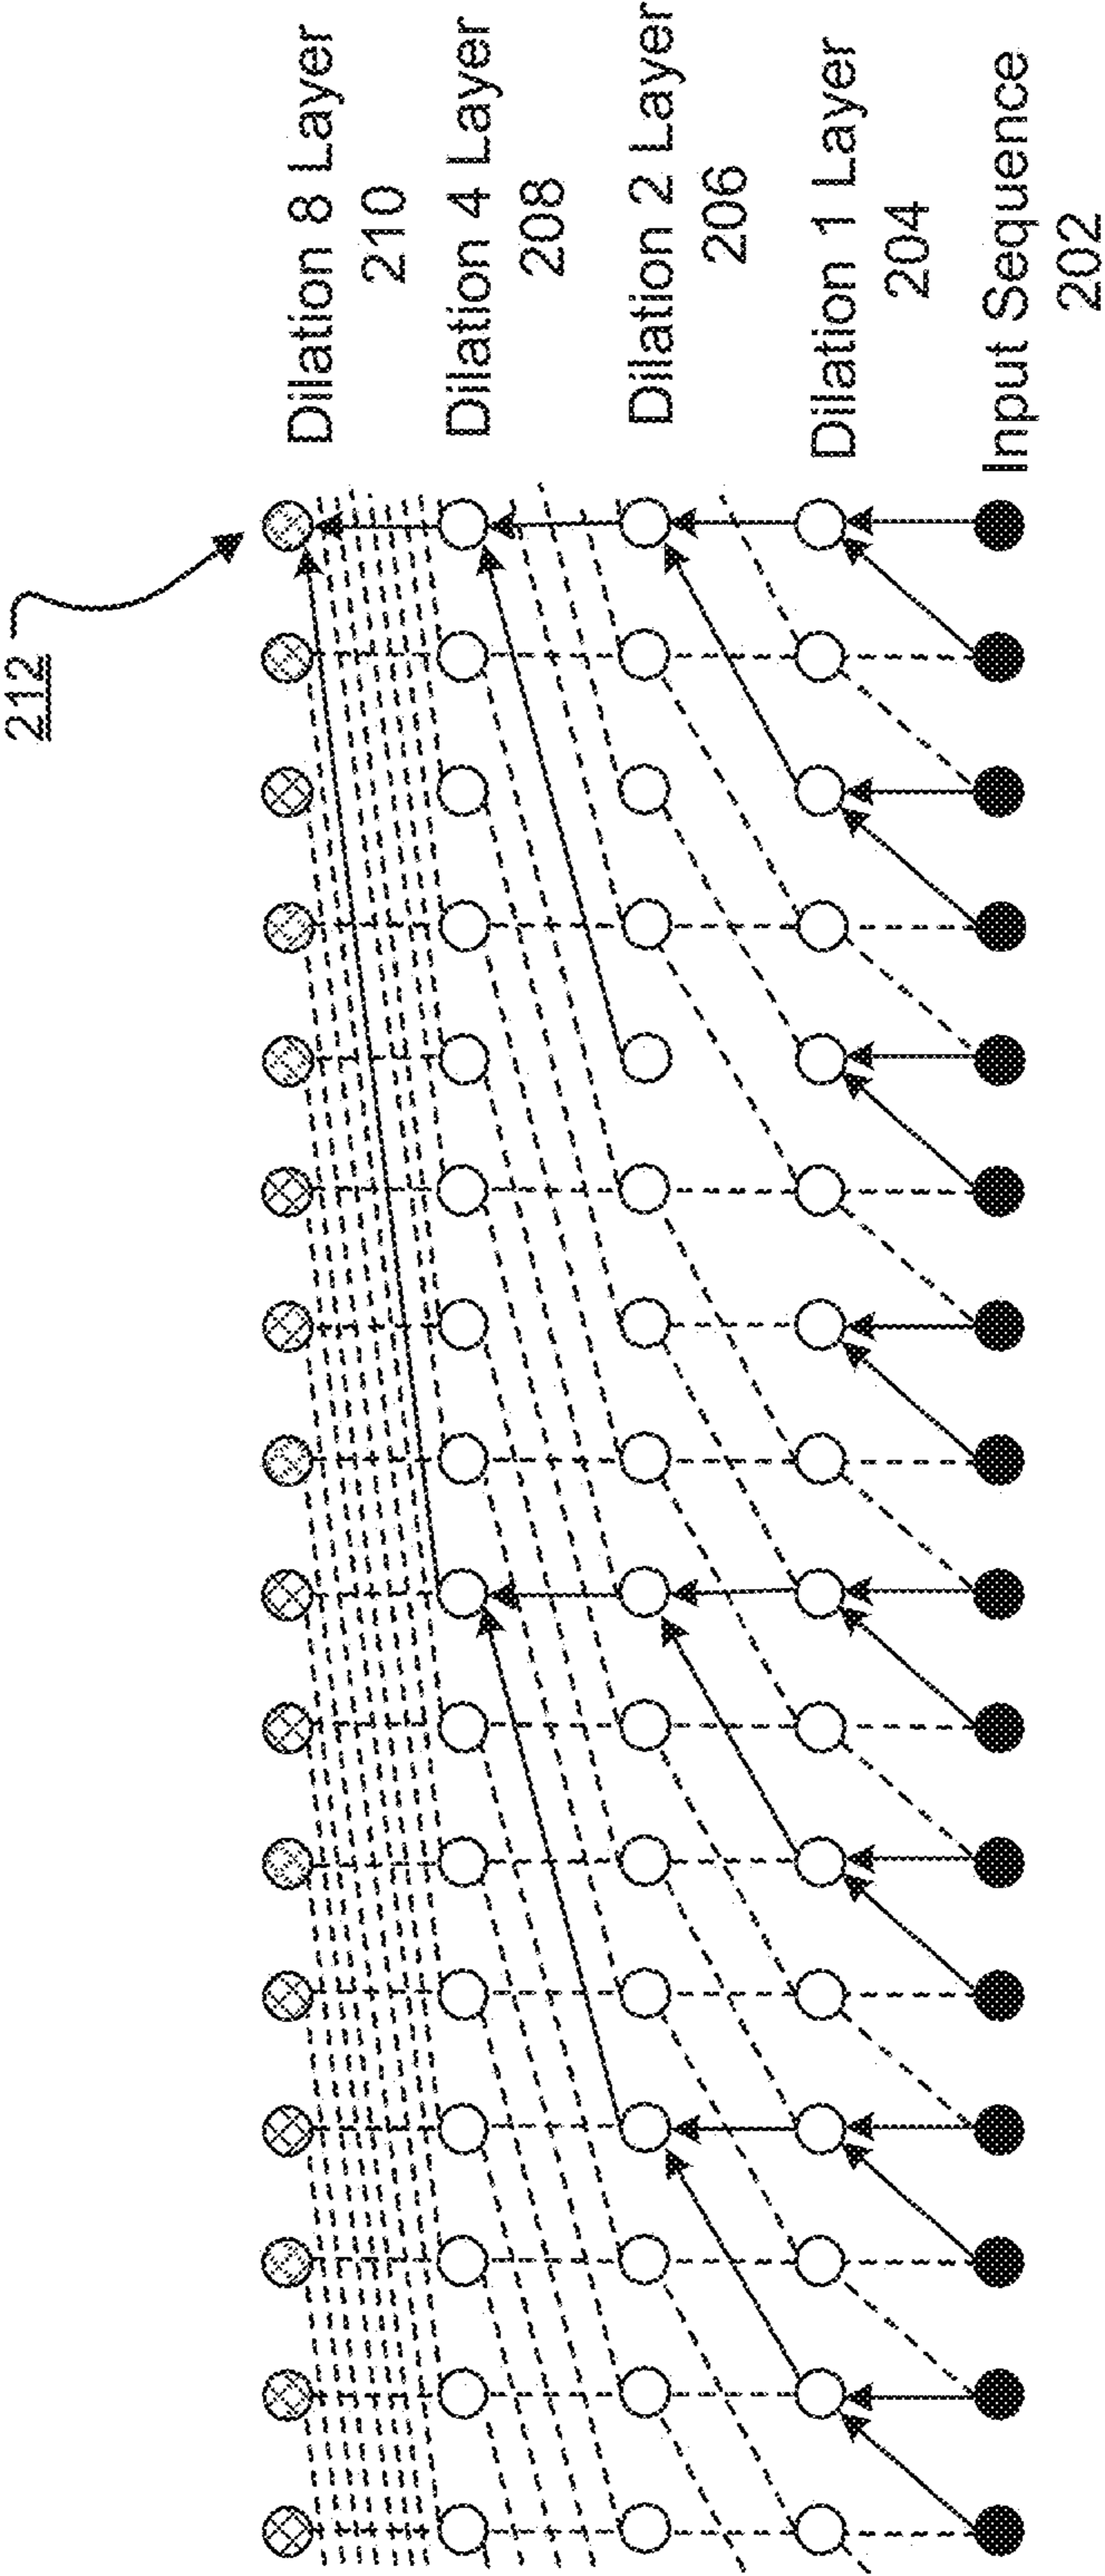 212
Dilation 8 Layer
210
Dilation 4 Layer
208
Dilation 2 Layer
206
Dilation 1 Layer
204
Input Sequence
202